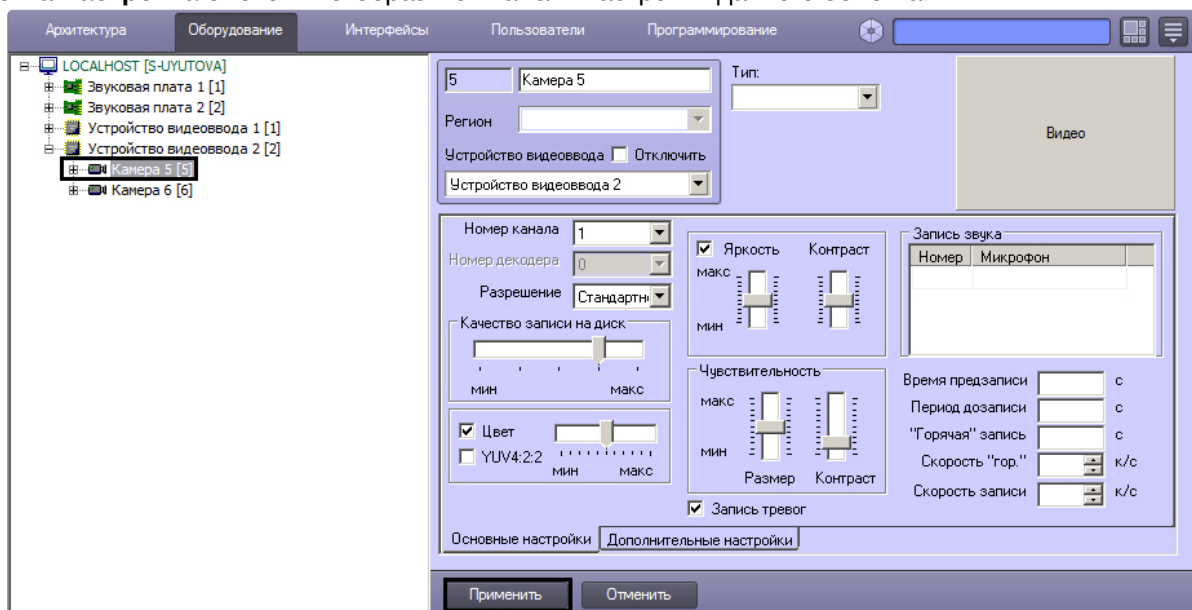 Архитектура Оборудование Интерфейсы Пользователи Программирование
LOCALHOST [S-UYUTOVA]
Звуковая плата 1 [1]
Звуковая плата 2 [2]
Устройство видеоввода 1 [1]
Устройство видеоввода 2 [2]
Камера 5 [5]
Камера 6 [6]
5 Камера 5
Тип:
Регион
Устройство видеоввода Отключить
Устройство видеоввода 2
Видео
Номер канала 1
Номер декодера 0
Разрешение Стандартн
Качество записи на диск
мин макс
Цвет
YUV4:2:2
мин макс
Яркость Контраст
макс
мин
Чувствительность
макс
мин
Размер Контраст
Запись тревог
Запись звука
Номер Микрофон
Время предзаписи с
Период дозаписи с
"Горячая" запись с
Скорость "гор." к/с
Скорость записи к/с
Основные настройки Дополнительные настройки
Применить Отменить